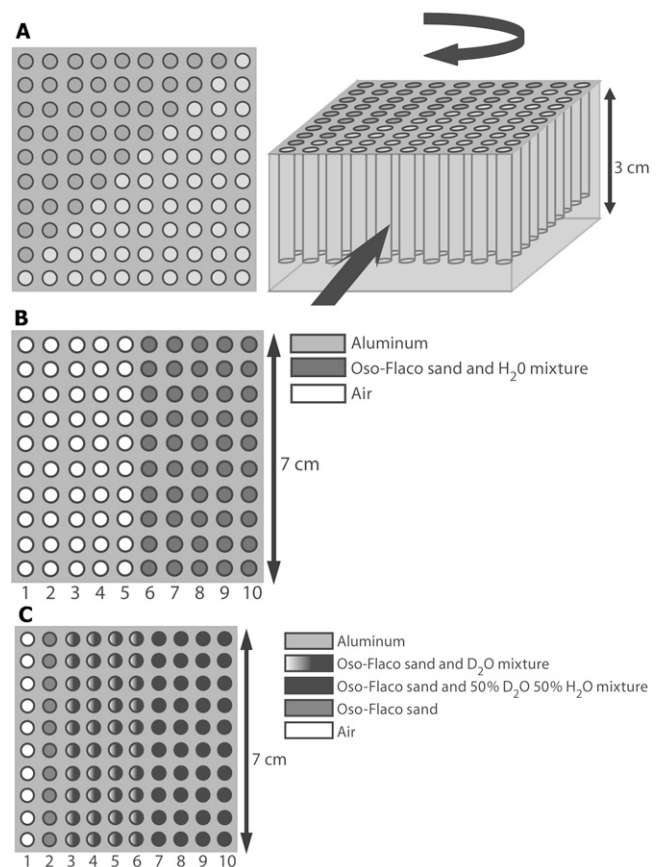 A
3 cm
B
Aluminum
Oso-Flaco sand and H20 mixture
Air
7 cm
1 2 3 4 5 6 7 8 9 10
C
Aluminum
Oso-Flaco sand and D2O mixture
Oso-Flaco sand and 50% D2O 50% H2O mixture
Oso-Flaco sand
Air
7 cm
1 2 3 4 5 6 7 8 9 10